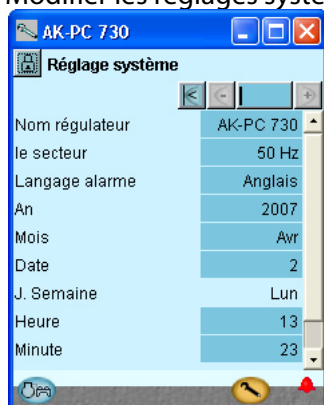 Modifier les réglages systè
AK-PC 730
Réglage système
Nom régulateur AK-PC 730
le secteur 50 Hz
Langage alarme Anglais
An 2007
Mois Avr
Date 2
J. Semaine Lun
Heure 13
Minute 23